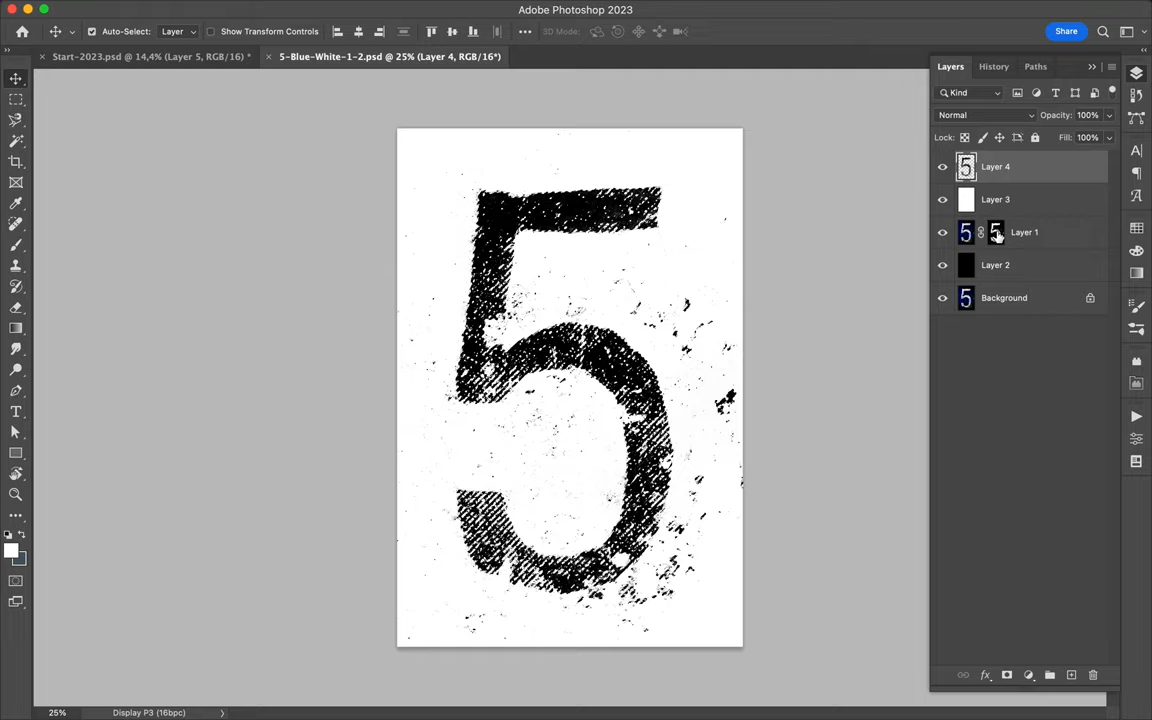 Adobe Photoshop 2023
Auto-Select: Layer Show Transform Controls 3D Mode: Share
Start-2023.psd @ 14,4% (Layer 5, RGB/16) * 5-Blue-White-1-2.psd @ 25% (Layer 4, RGB/16*)
Layers History Paths
Kind T
Normal Opacity: 100%
Lock: Fill: 100%
Layer 4
Layer 3
Layer 1
Layer 2
Background
5
25% Display P3 (16bpc)